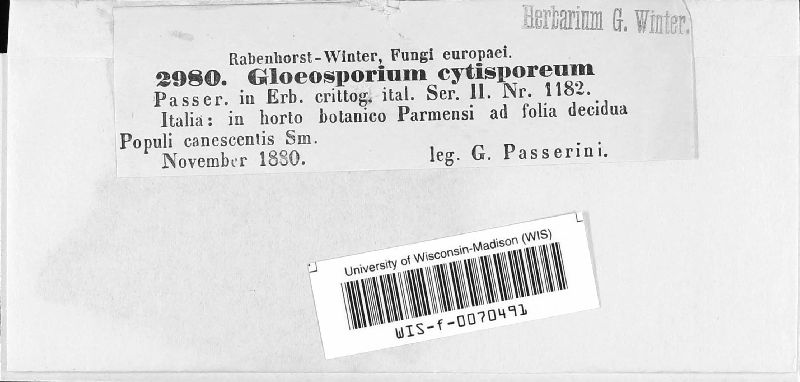 Herbarium G. Winter.
Rabenhorst-Winter, Fungi europaei.
2980. Gloeosporium cytisporeum
Passer. in Erb. crittog. ital. Ser. II. Nr. 1182.
Italia: in horto botanico Parmensi ad folia decidua
Populi canescentis Sm.
November 1880. leg. G. Passerini.
University of Wisconsin-Madison (WIS)
WIS-f-0070491